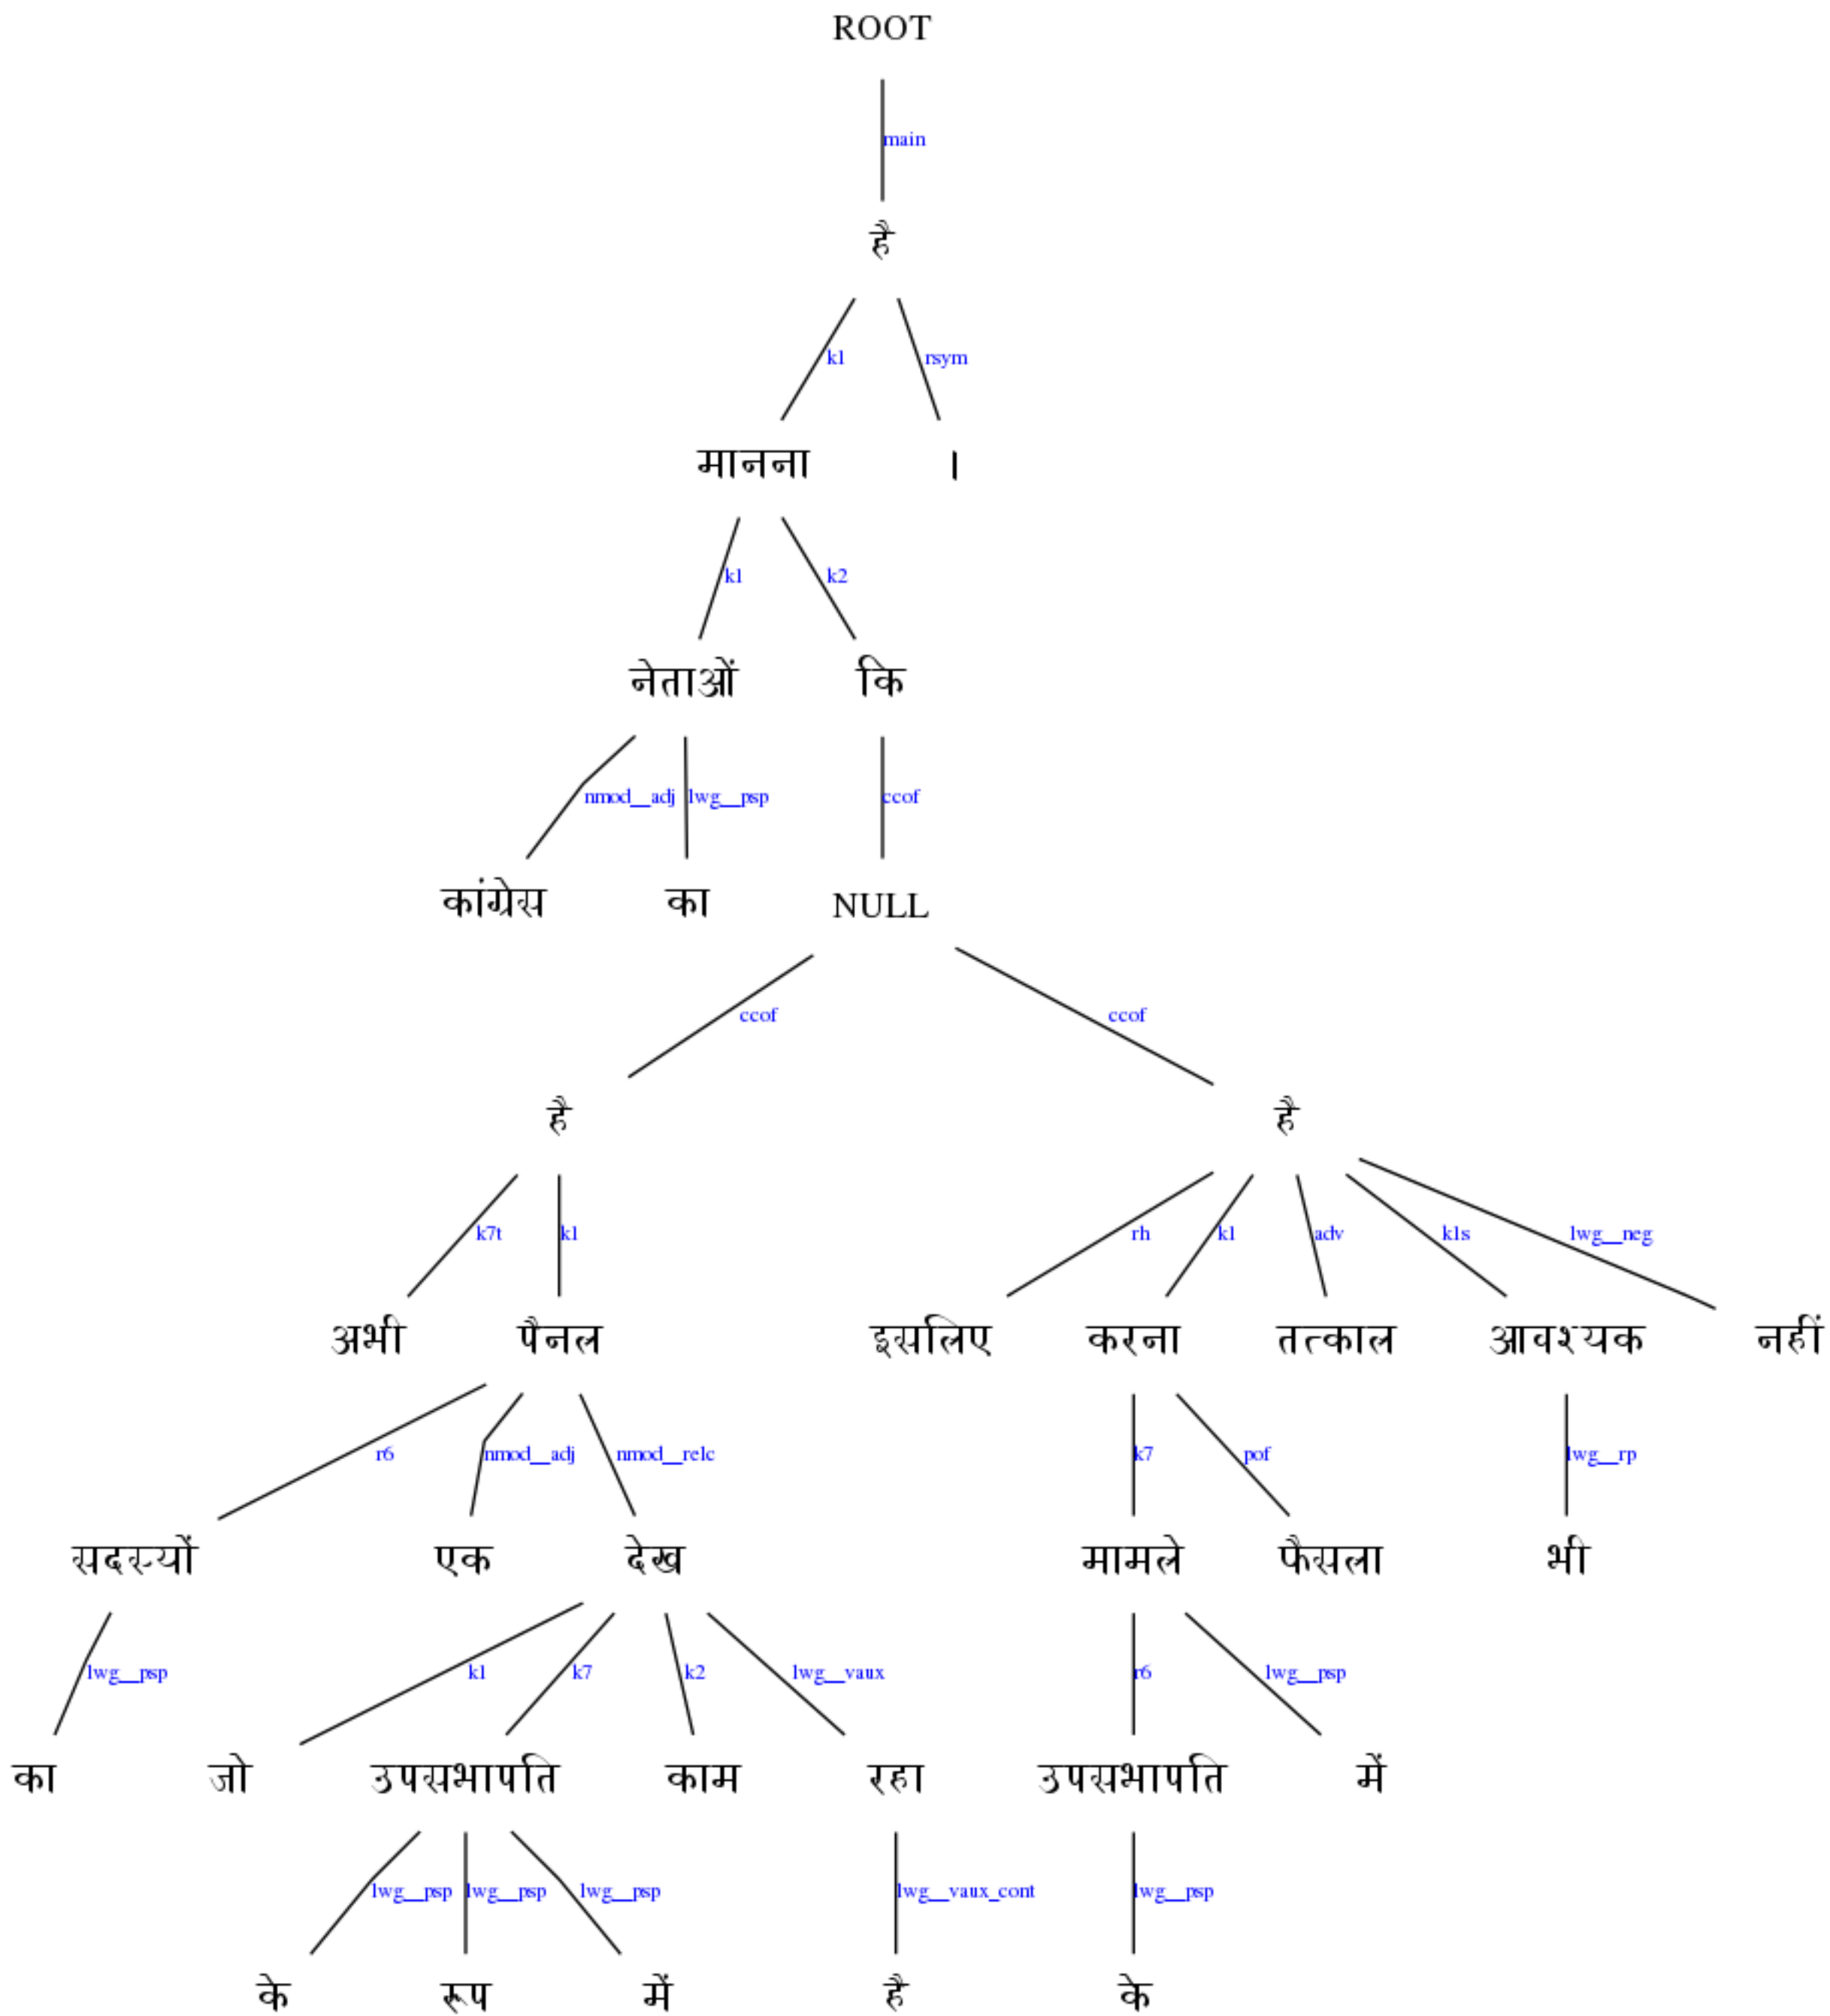 ROOT
main
है
k1 rsym
मानना ।
k1 k2
नेताओं कि
nmod__adj lwg__psp ccof
कांग्रेस का NULL
ccof ccof
है है
k7t k1 rh k1 adv k1s lwg__neg
अभी पैनल इसलिए करना तत्काल आवश्यक नहीं
r6 nmod__adj nmod__relc k7 pof lwg__rp
सदस्यों एक देख मामले फैसला भी
lwg__psp k1 k7 k2 lwg__vaux r6 lwg__psp
का जो उपसभापति काम रहा उपसभापति में
lwg__psp lwg__psp lwg__psp lwg__vaux_cont lwg__psp
के रूप में है के